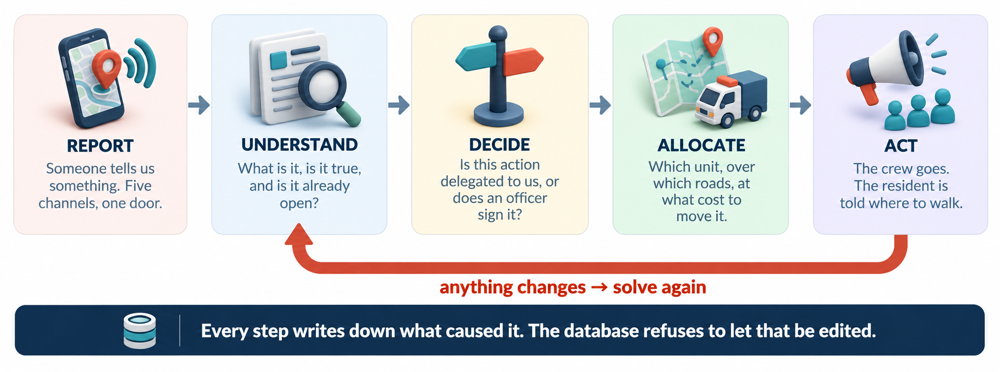 REPORT
Someone tells us
something. Five
channels, one door.
UNDERSTAND
What is it, is it true,
and is it already
open?
DECIDE
Is this action
delegated to us, or
does an officer
sign it?
ALLOCATE
Which unit, over
which roads, at
what cost to
move it.
ACT
The crew goes.
The resident is
told where to walk.
anything changes → solve again
Every step writes down what caused it. The database refuses to let that be edited.